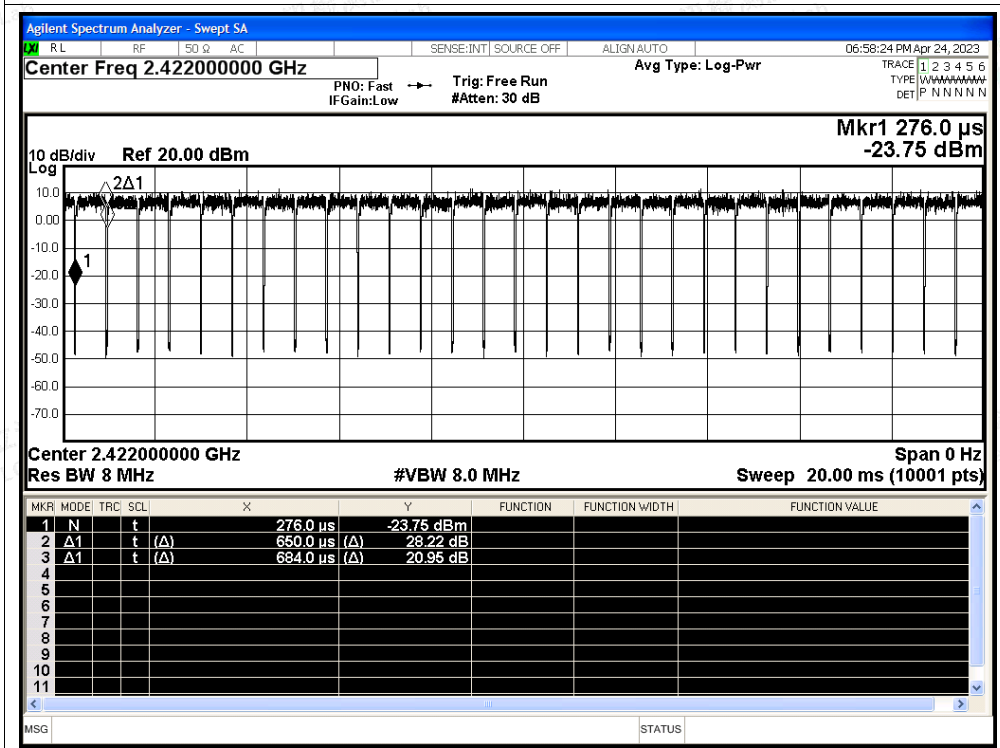 Agilent Spectrum Analyzer - Swept SA
LXI RL RF 50 Ω AC SENSE:INT SOURCE OFF ALIGN AUTO 06:58:24 PM Apr 24, 2023
Center Freq 2.422000000 GHz Avg Type: Log-Pwr TRACE 1 2 3 4 5 6
PNO: Fast Trig: Free Run TYPE WWWWWW
IFGain:Low #Atten: 30 dB DET P N N N N N
Mkr1 276.0 µs
10 dB/div Ref 20.00 dBm -23.75 dBm
Log
2Δ1
10.0
0.00
-10.0
1
-20.0
-30.0
-40.0
-50.0
-60.0
-70.0
Center 2.422000000 GHz Span 0 Hz
Res BW 8 MHz #VBW 8.0 MHz Sweep 20.00 ms (10001 pts)
MKR MODE TRC SCL X Y FUNCTION FUNCTION WIDTH FUNCTION VALUE
1 N t 276.0 µs -23.75 dBm
2 Δ1 t (Δ) 650.0 µs (Δ) 28.22 dB
3 Δ1 t (Δ) 684.0 µs (Δ) 20.95 dB
4
5
6
7
8
9
10
11
MSG STATUS